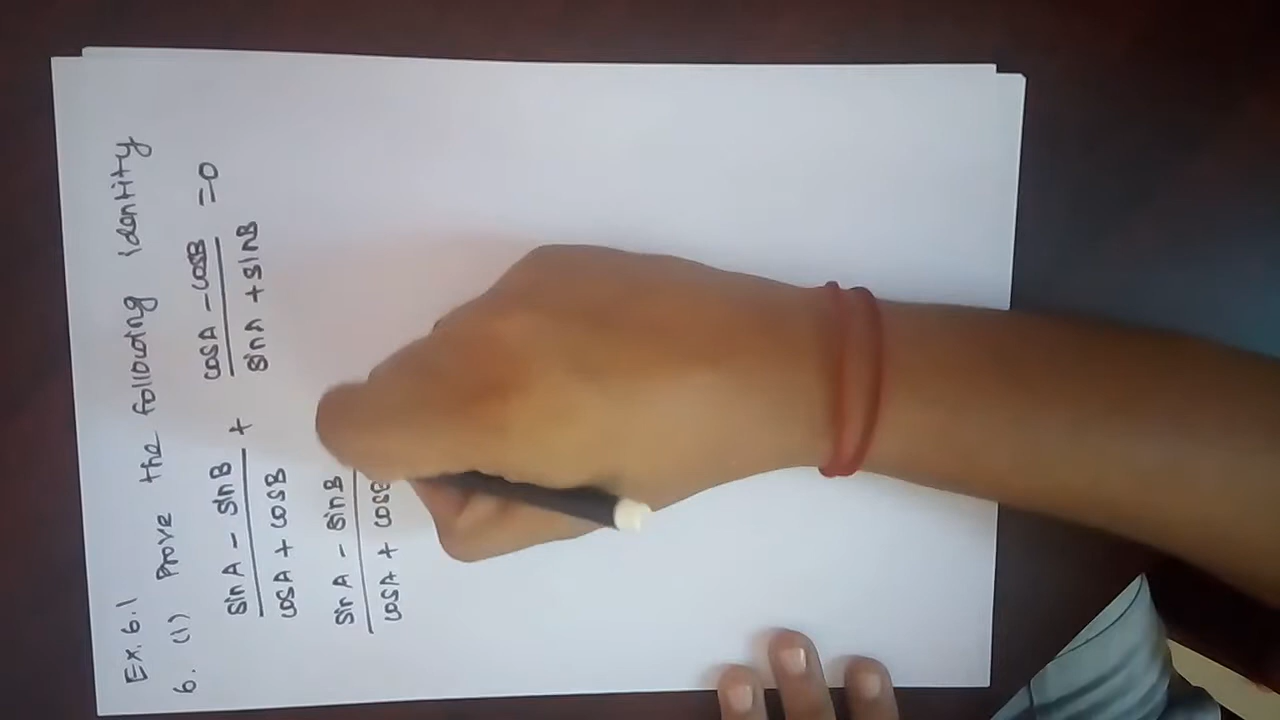 Ex. 6.1
6. (1) Prove the following identity
sin A - sin B / cos A + cos B + cos A - cos B / sin A + sin B = 0
sin A - sin B / cos A + cos B